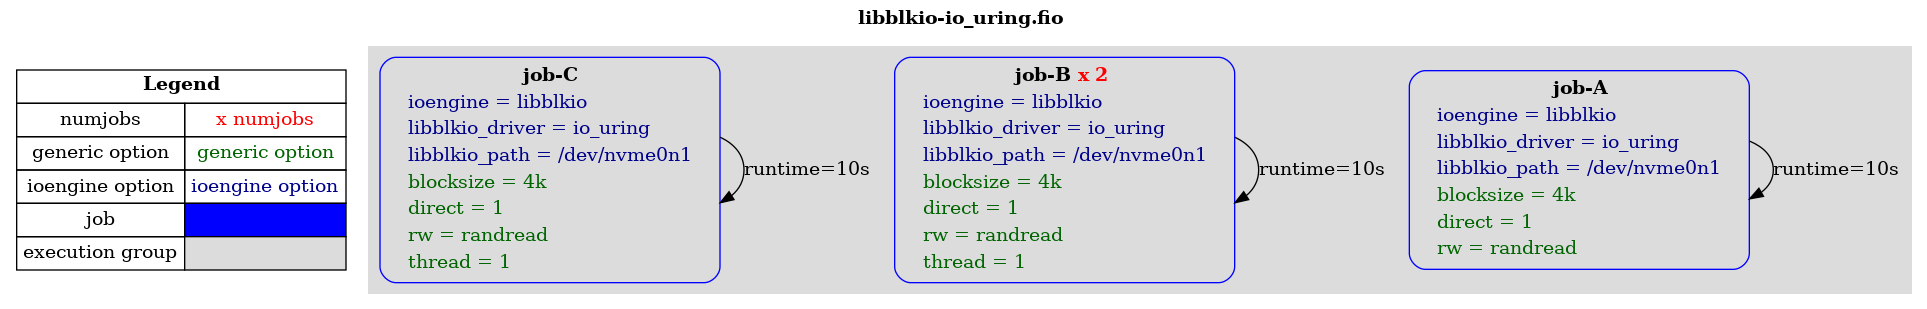 libblkio-io_uring.fio
Legend
numjobs x numjobs
generic option generic option
ioengine option ioengine option
job
execution group
job-C
ioengine = libblkio
libblkio_driver = io_uring
libblkio_path = /dev/nvme0n1
blocksize = 4k
direct = 1
rw = randread
thread = 1
runtime=10s
job-B x 2
ioengine = libblkio
libblkio_driver = io_uring
libblkio_path = /dev/nvme0n1
blocksize = 4k
direct = 1
rw = randread
thread = 1
runtime=10s
job-A
ioengine = libblkio
libblkio_driver = io_uring
libblkio_path = /dev/nvme0n1
blocksize = 4k
direct = 1
rw = randread
runtime=10s